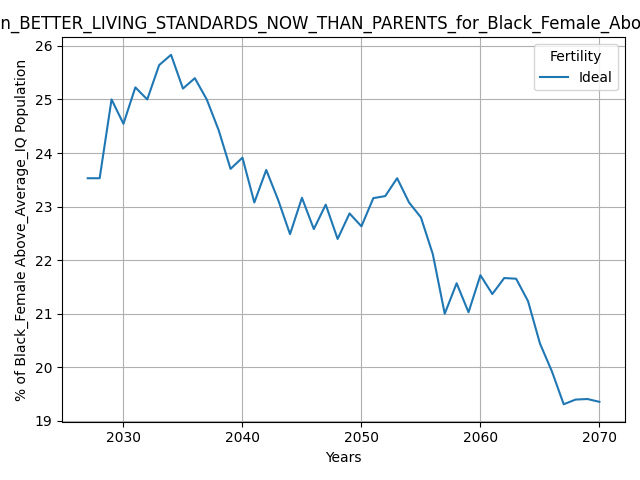 n_BETTER_LIVING_STANDARDS_NOW_THAN_PARENTS_for_Black_Female_Abo
% of Black_Female Above_Average_IQ Population
26
25
24
23
22
21
20
19
Fertility
Ideal
2030 2040 2050 2060 2070
Years